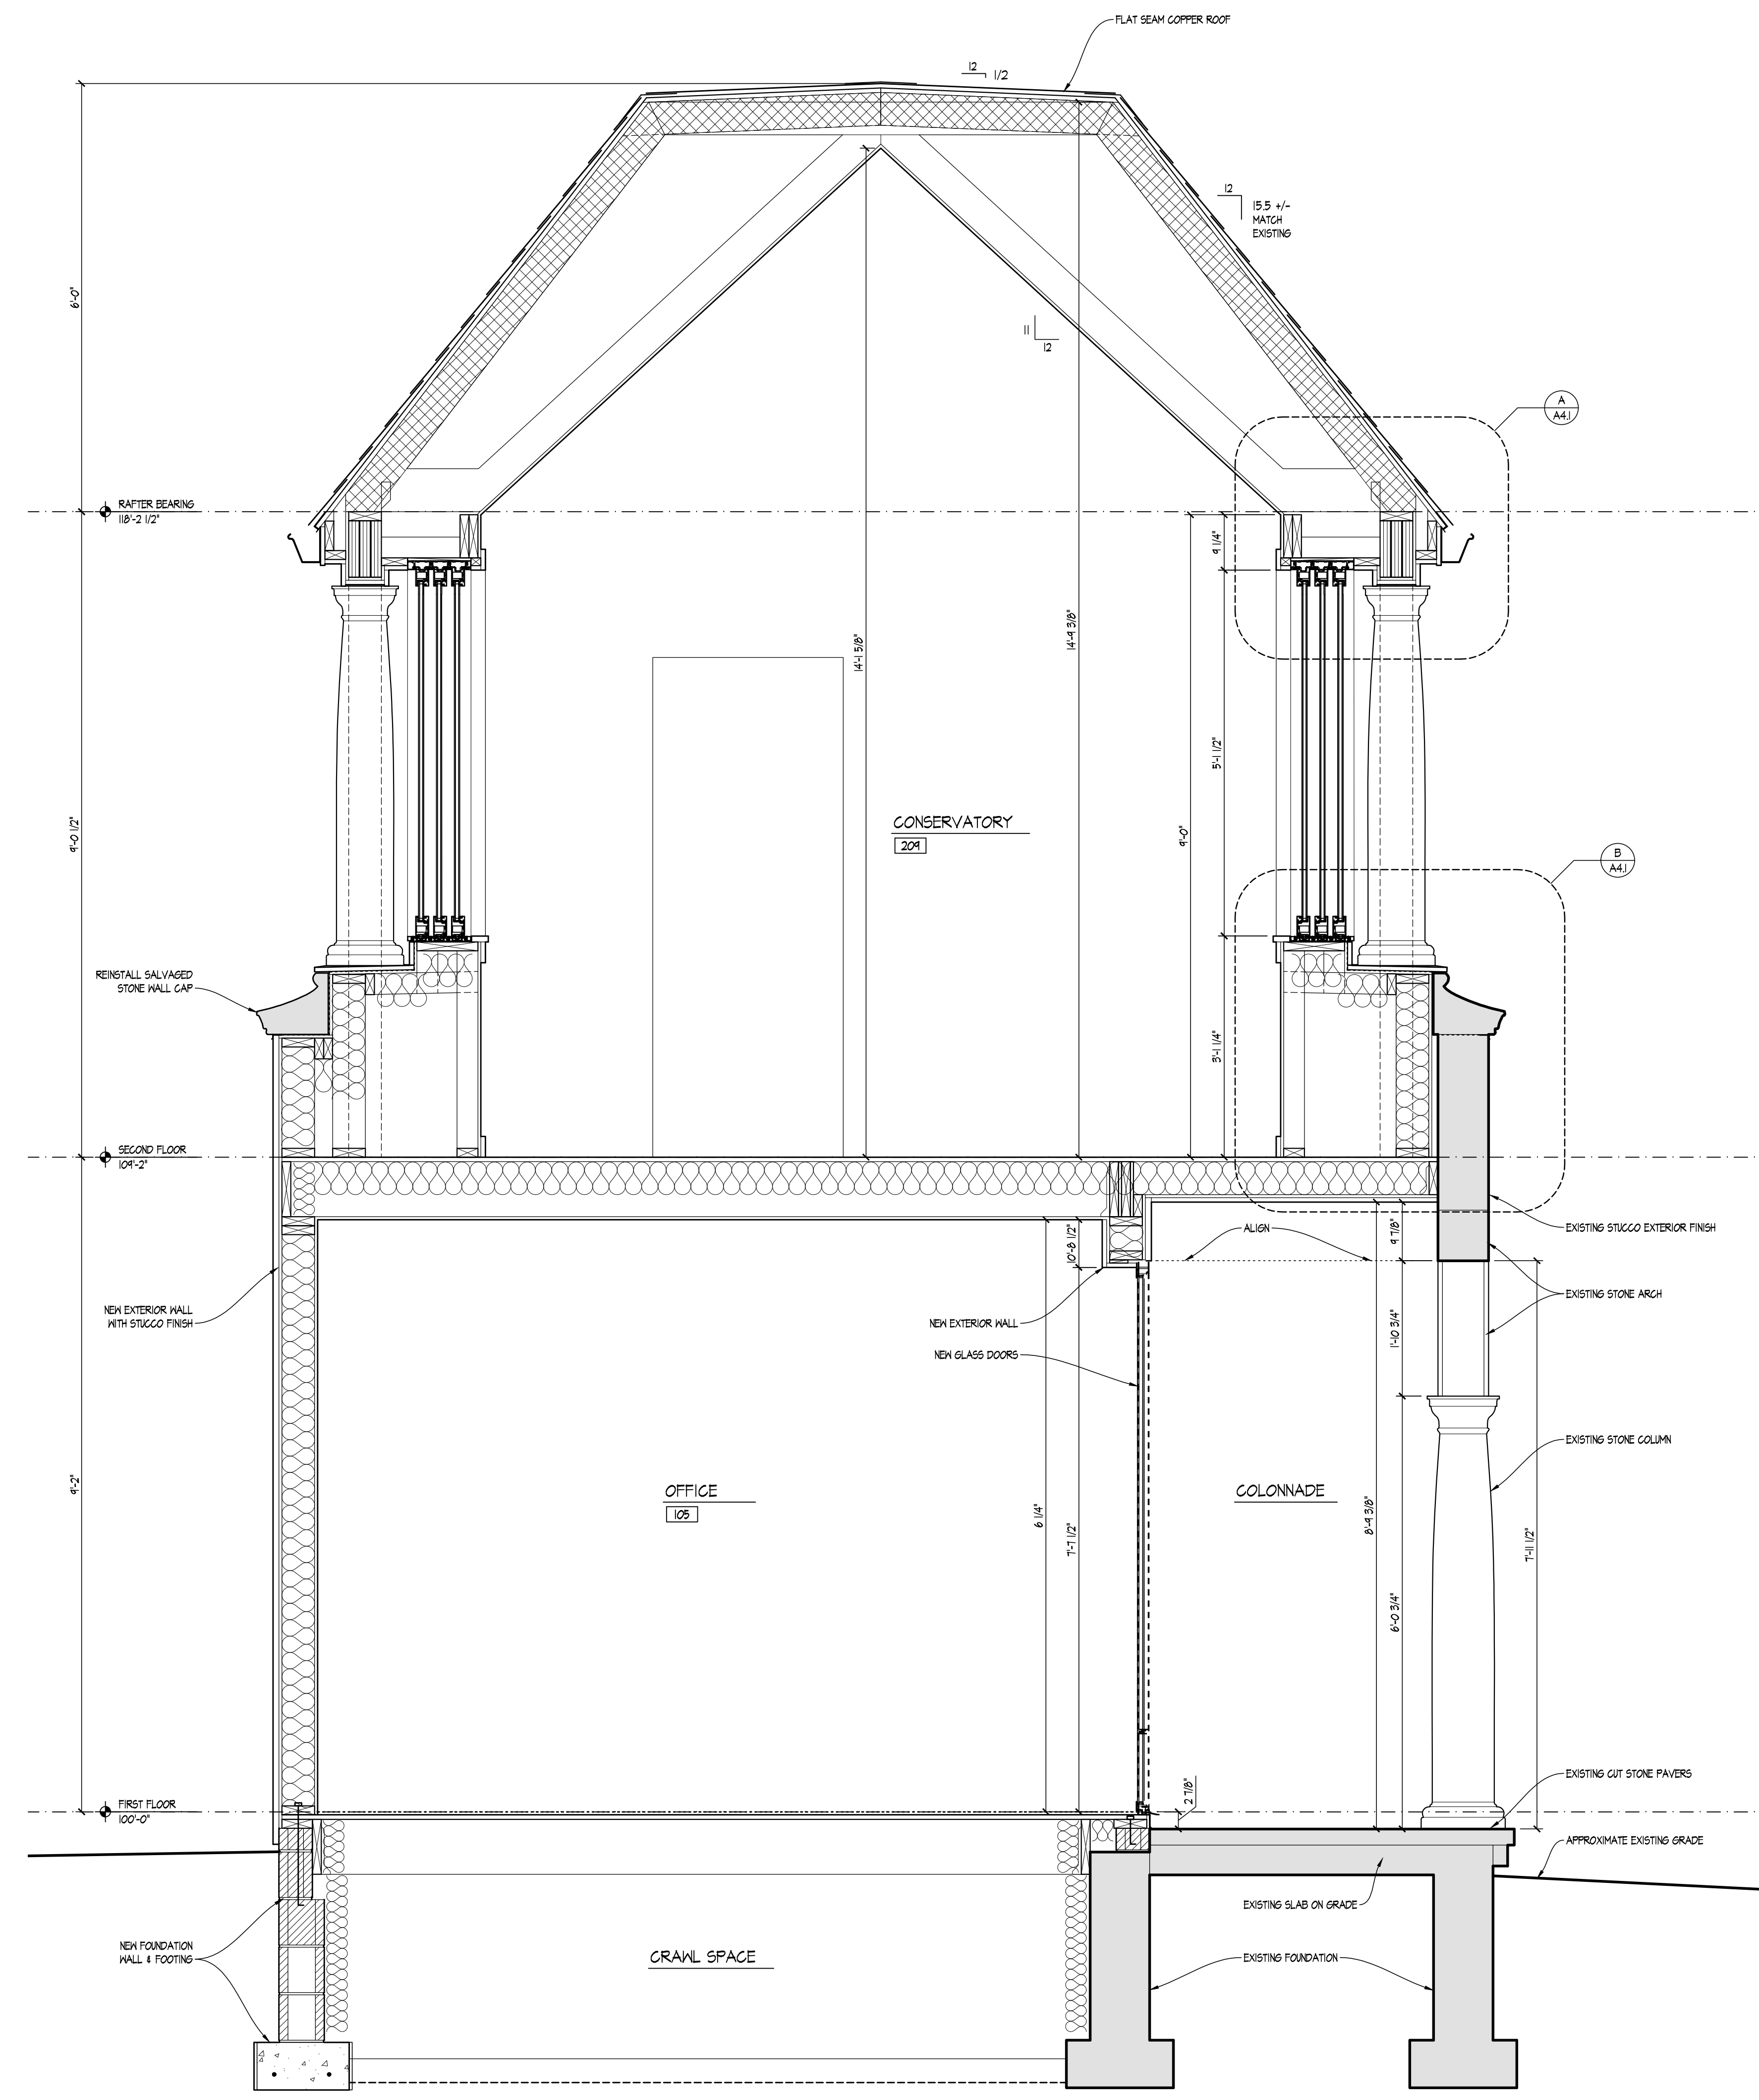 FLAT SEAM COPPER ROOF
12
1/2
12
15.5 +/-
MATCH
EXISTING
6'-0"
11
12
A
A4.1
RAFTER BEARING
118'-2 1/2"
9 1/4"
14'-1 5/8"
14'-9 3/8"
5'-1 1/2"
CONSERVATORY
209
9'-0 1/2"
9'-0"
B
A4.1
REINSTALL SALVAGED
STONE WALL CAP
3'-1 1/4"
SECOND FLOOR
109'-2"
ALIGN
EXISTING STUCCO EXTERIOR FINISH
10'-8 1/2"
9 7/8"
EXISTING STONE ARCH
NEW EXTERIOR WALL
WITH STUCCO FINISH
NEW EXTERIOR WALL
1'-10 3/4"
NEW GLASS DOORS
EXISTING STONE COLUMN
9'-2"
OFFICE
105
COLONNADE
6 1/4"
7'-7 1/2"
8'-9 3/8"
7'-11 1/2"
6'-0 3/4"
EXISTING CUT STONE PAVERS
2 7/8"
FIRST FLOOR
100'-0"
APPROXIMATE EXISTING GRADE
EXISTING SLAB ON GRADE
NEW FOUNDATION
WALL & FOOTING
CRAWL SPACE
EXISTING FOUNDATION